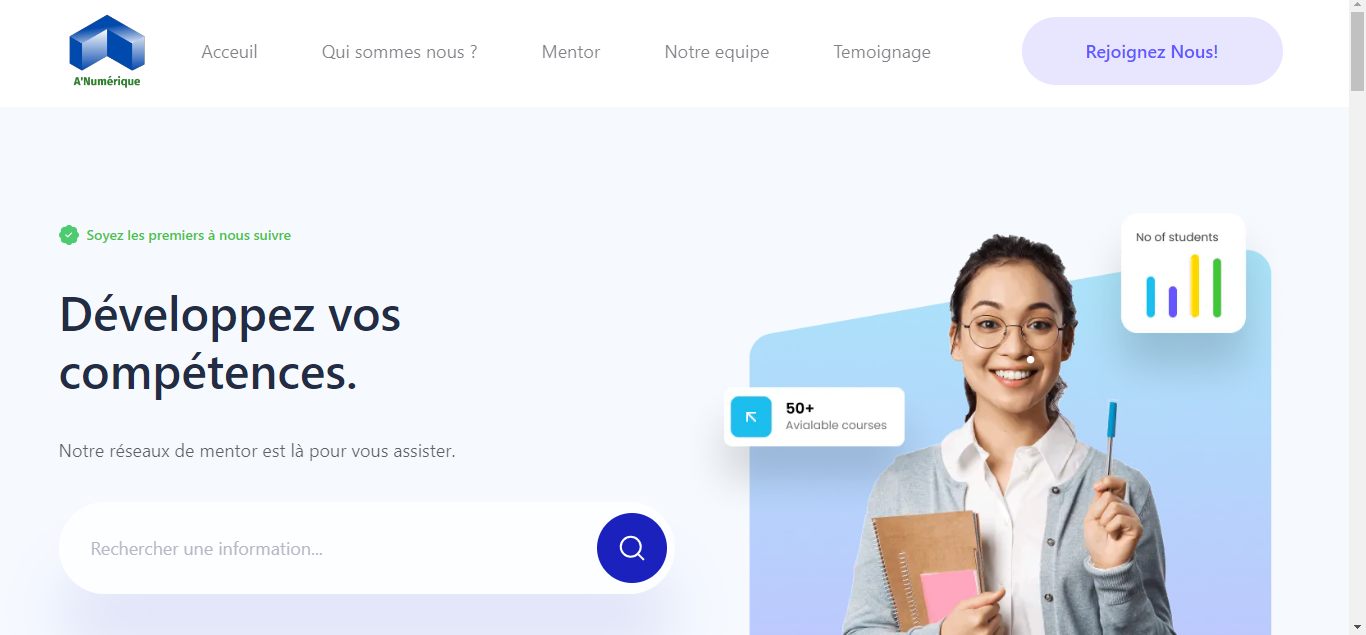 A'Numérique
Acceuil
Qui sommes nous ?
Mentor
Notre equipe
Temoignage
Rejoignez Nous!
Soyez les premiers à nous suivre
Développez vos
compétences.
Notre réseaux de mentor est là pour vous assister.
Rechercher une information...
No of students
50+
Avialable courses